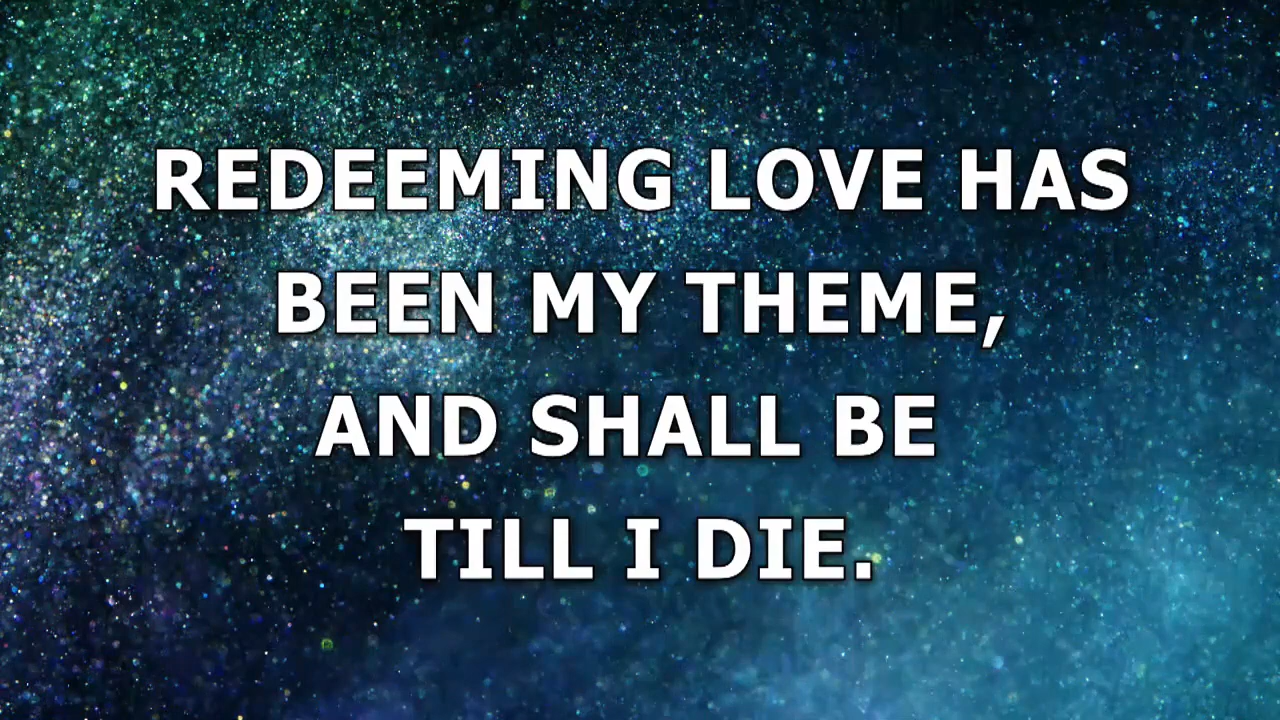 REDEEMING LOVE HAS
BEEN MY THEME,
AND SHALL BE
TILL I DIE.